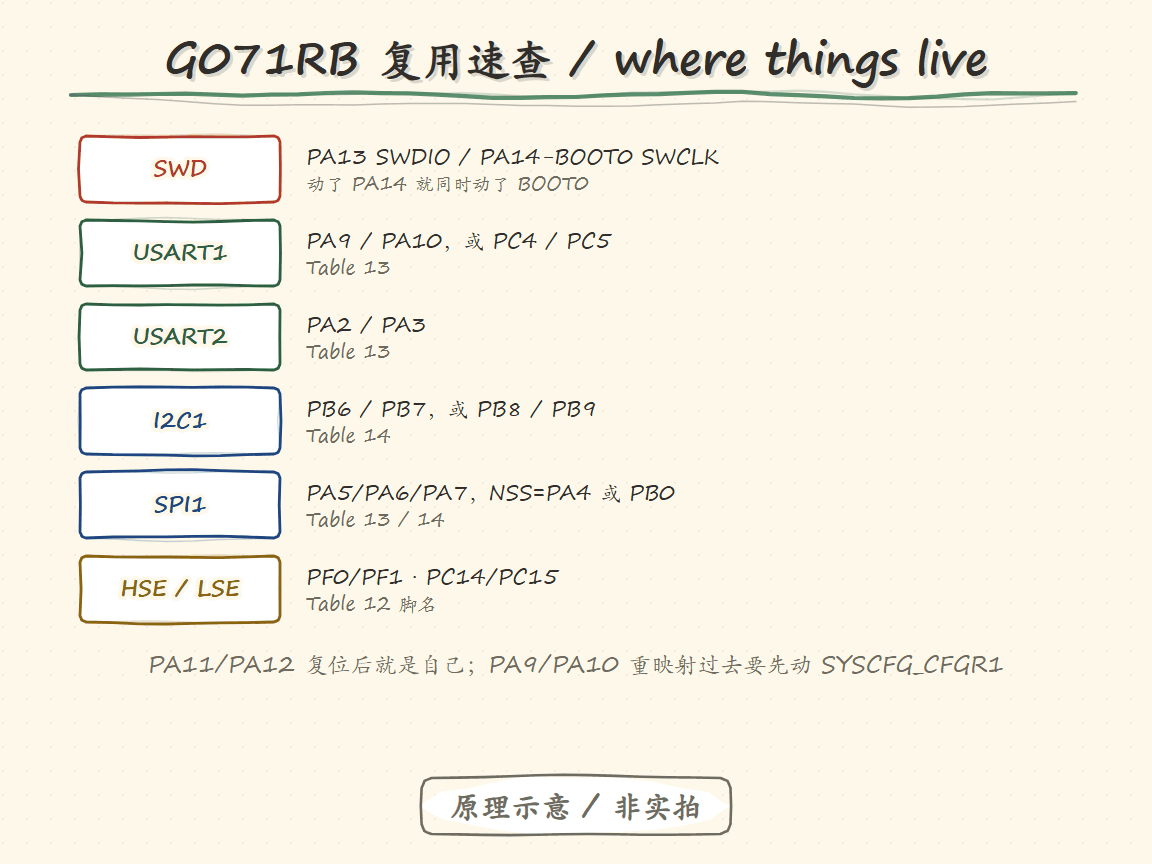 G071RB 复用速查 / where things live
SWD
PA13 SWDIO / PA14-BOOT0 SWCLK
动了 PA14 就同时动了 BOOT0
USART1
PA9 / PA10，或 PC4 / PC5
Table 13
USART2
PA2 / PA3
Table 13
I2C1
PB6 / PB7，或 PB8 / PB9
Table 14
SPI1
PA5/PA6/PA7，NSS=PA4 或 PB0
Table 13 / 14
HSE / LSE
PF0/PF1 · PC14/PC15
Table 12 脚名
PA11/PA12 复位后就是自己；PA9/PA10 重映射过去要先动 SYSCFG_CFGR1
原理示意 / 非实拍